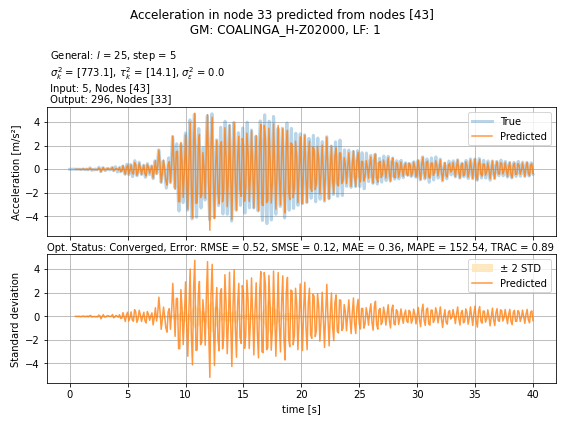 Acceleration in node 33 predicted from nodes [43]
GM: COALINGA_H-Z02000, LF: 1
General: l = 25, step = 5
σ²ₖ = [773.1], τ²ₖ = [14.1], σ²ε = 0.0
Input: 5, Nodes [43]
Output: 296, Nodes [33]
Acceleration [m/s²]
4
2
0
−2
−4
True
Predicted
Opt. Status: Converged, Error: RMSE = 0.52, SMSE = 0.12, MAE = 0.36, MAPE = 152.54, TRAC = 0.89
Standard deviation
4
2
0
−2
−4
± 2 STD
Predicted
0 5 10 15 20 25 30 35 40
time [s]